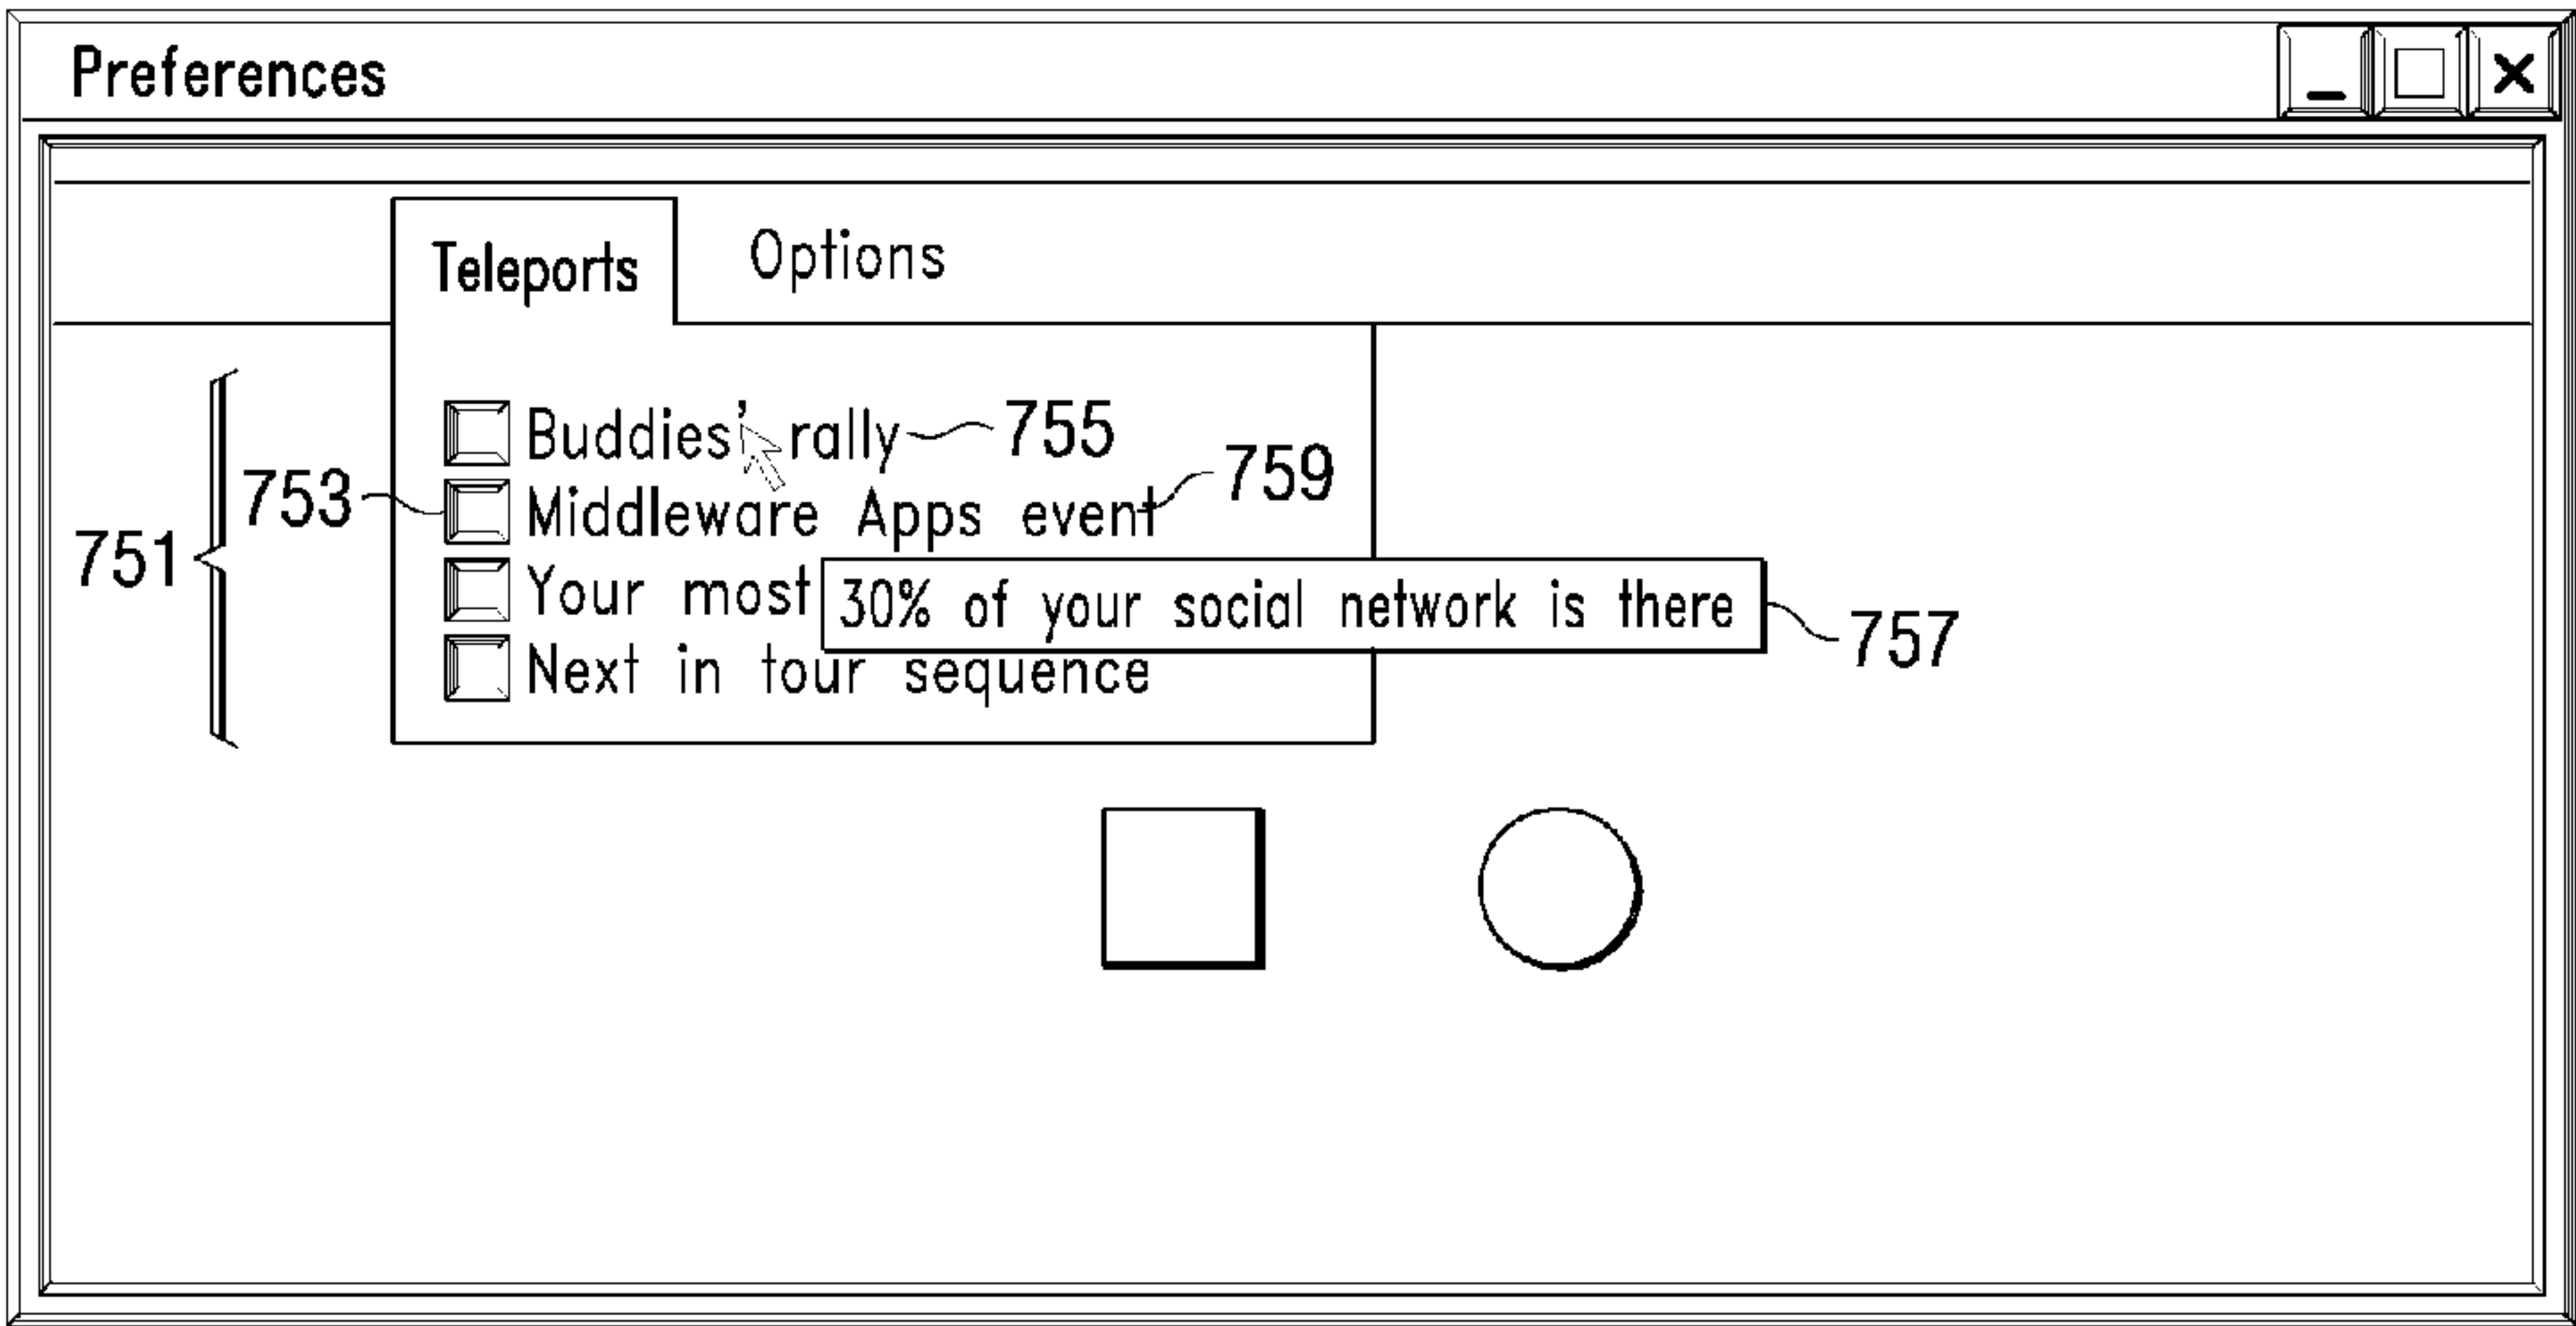 Preferences
Teleports Options
Buddies' rally 755
759
753 Middleware Apps event
751 Your most 30% of your social network is there 757
Next in tour sequence